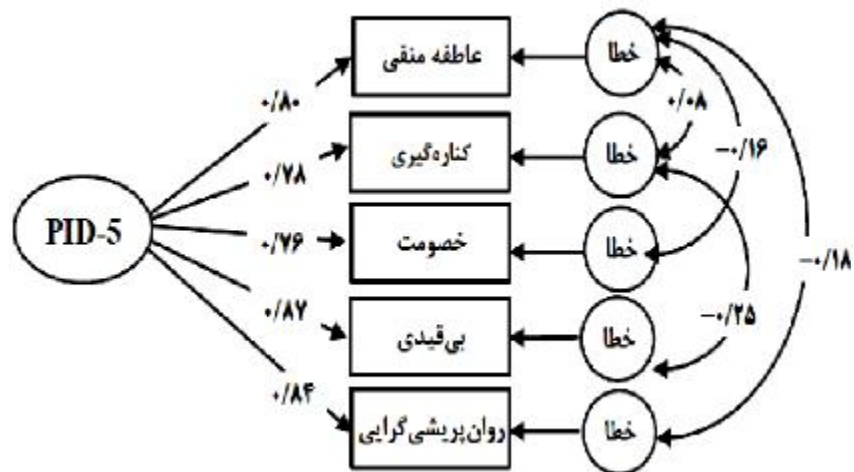 عاطفه منفی
خطا
۰/۸۰
۰/۰۸
کناره‌گیری
خطا
−۰/۱۶
۰/۷۸
PID-5
خصومت
خطا
۰/۷۶
−۰/۱۸
بی‌قیدی
خطا
۰/۸۷
−۰/۲۵
روان‌پریشی‌گرایی
خطا
۰/۸۴